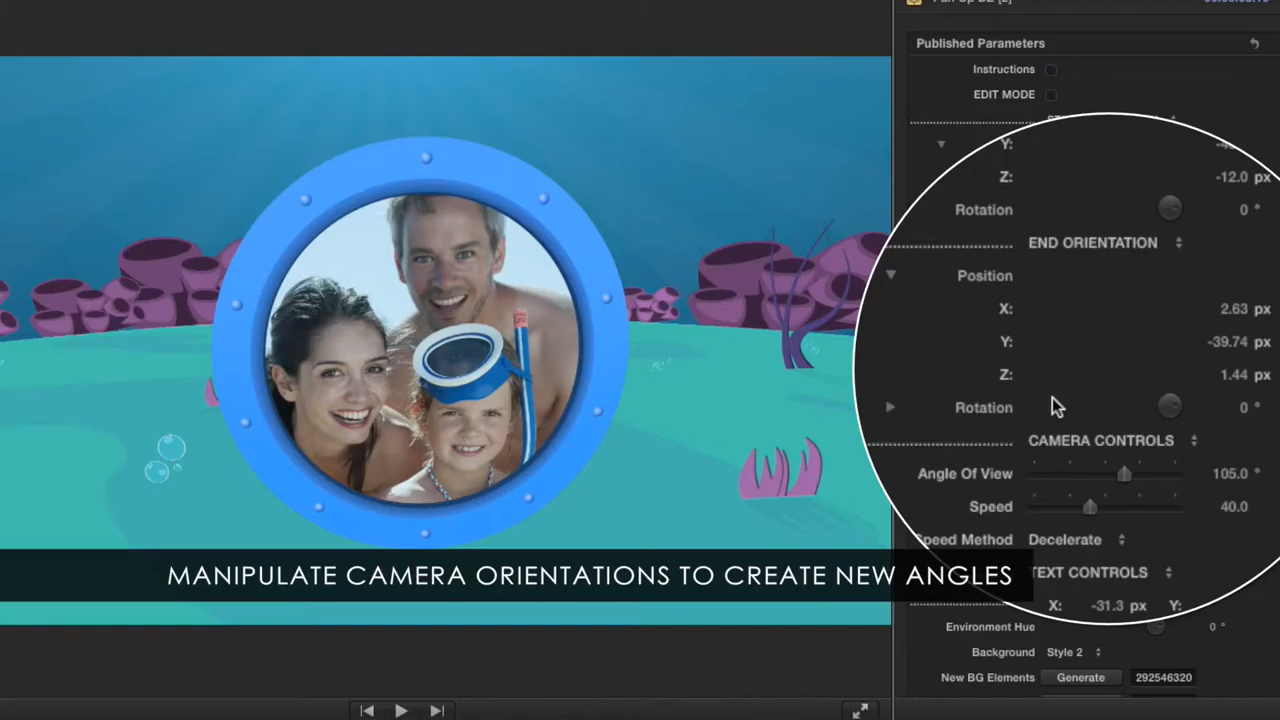 Published Parameters
Instructions
EDIT MODE
Y:
Z: -12.0 px
Rotation 0 °
END ORIENTATION
Position
X: 2.63 px
Y: -39.74 px
Z: 1.44 px
Rotation 0 °
CAMERA CONTROLS
Angle Of View 105.0 °
Speed 40.0
Speed Method Decelerate
MANIPULATE CAMERA ORIENTATIONS TO CREATE NEW ANGLES
TEXT CONTROLS
X: -31.3 px Y:
Environment Hue 0 °
Background Style 2
New BG Elements Generate 292546320